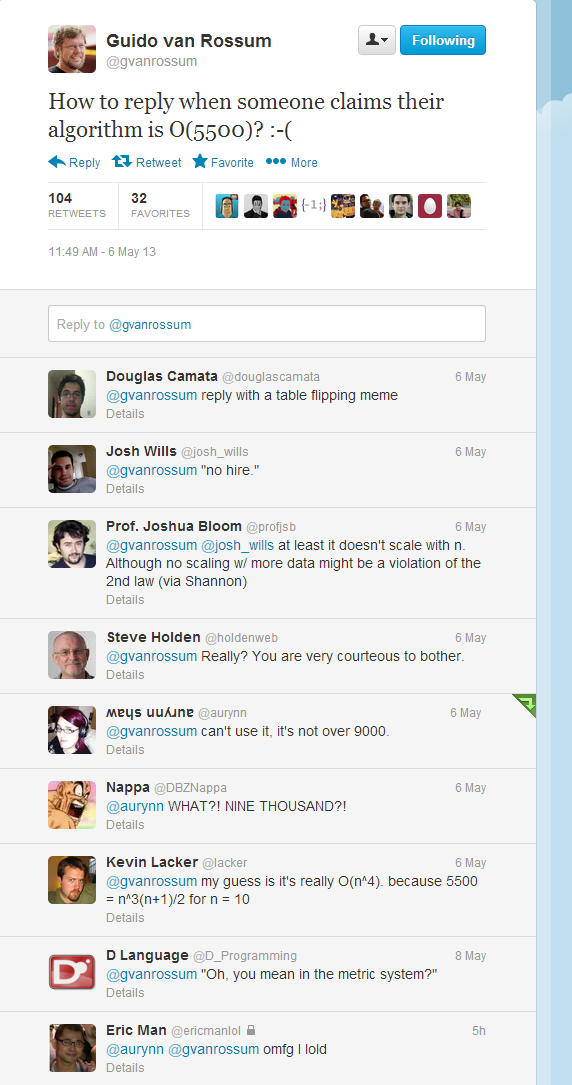 Guido van Rossum
@gvanrossum
Following
How to reply when someone claims their
algorithm is O(5500)? :-(
Reply Retweet Favorite More
104
RETWEETS
32
FAVORITES
{-1;}
11:49 AM - 6 May 13
Reply to @gvanrossum
Douglas Camata @douglascamata 6 May
@gvanrossum reply with a table flipping meme
Details
Josh Wills @josh_wills 6 May
@gvanrossum "no hire."
Details
Prof. Joshua Bloom @profjsb 6 May
@gvanrossum @josh_wills at least it doesn't scale with n.
Although no scaling w/ more data might be a violation of the
2nd law (via Shannon)
Details
Steve Holden @holdenweb 6 May
@gvanrossum Really? You are very courteous to bother.
Details
ʍɐɥs uuʎɹnɐ @aurynn 6 May
@gvanrossum can't use it, it's not over 9000.
Details
Nappa @DBZNappa 6 May
@aurynn WHAT?! NINE THOUSAND?!
Details
Kevin Lacker @lacker 6 May
@gvanrossum my guess is it's really O(n^4). because 5500
= n^3(n+1)/2 for n = 10
Details
D Language @D_Programming 8 May
@gvanrossum "Oh, you mean in the metric system?"
Details
Eric Man @ericmanlol 5h
@aurynn @gvanrossum omfg I lold
Details